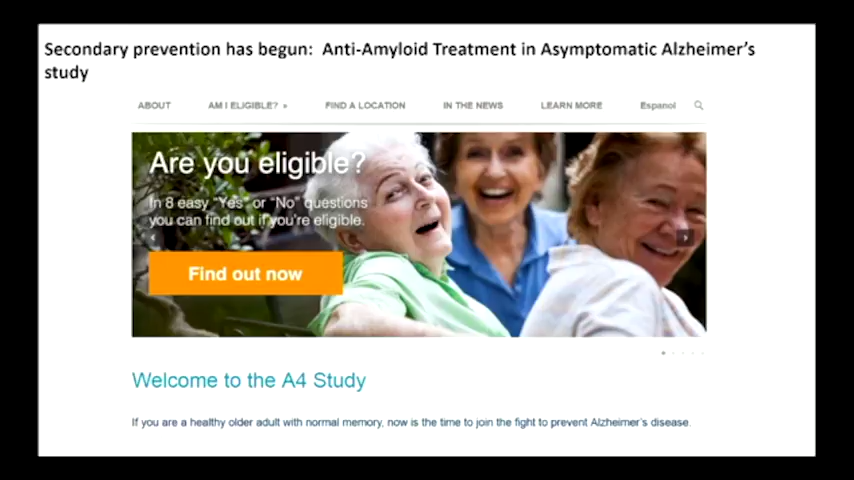 Secondary prevention has begun:  Anti-Amyloid Treatment in Asymptomatic Alzheimer's
study
ABOUT AM I ELIGIBLE? » FIND A LOCATION IN THE NEWS LEARN MORE Espanol
Are you eligible?
In 8 easy "Yes" or "No" questions
you can find out if you're eligible.
Find out now
Welcome to the A4 Study
If you are a healthy older adult with normal memory, now is the time to join the fight to prevent Alzheimer's disease.